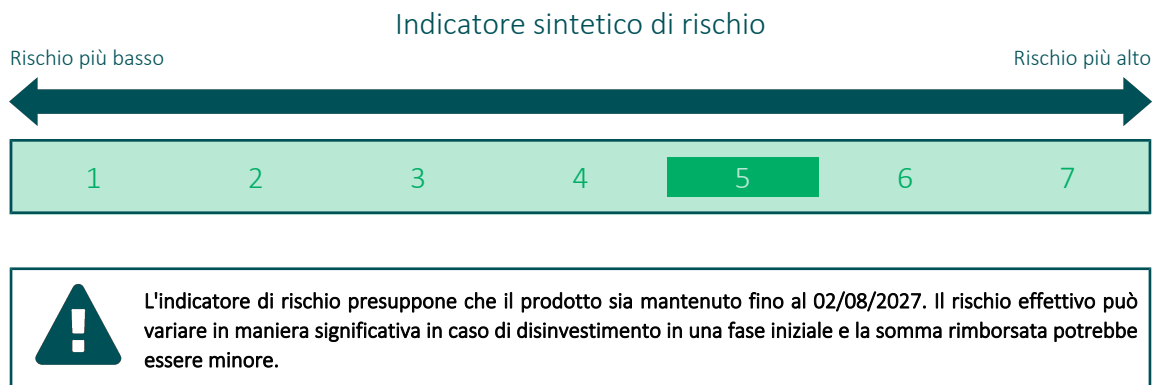 Indicatore sintetico di rischio
Rischio più basso
Rischio più alto
1 2 3 4 5 6 7
L'indicatore di rischio presuppone che il prodotto sia mantenuto fino al 02/08/2027. Il rischio effettivo può
variare in maniera significativa in caso di disinvestimento in una fase iniziale e la somma rimborsata potrebbe
essere minore.